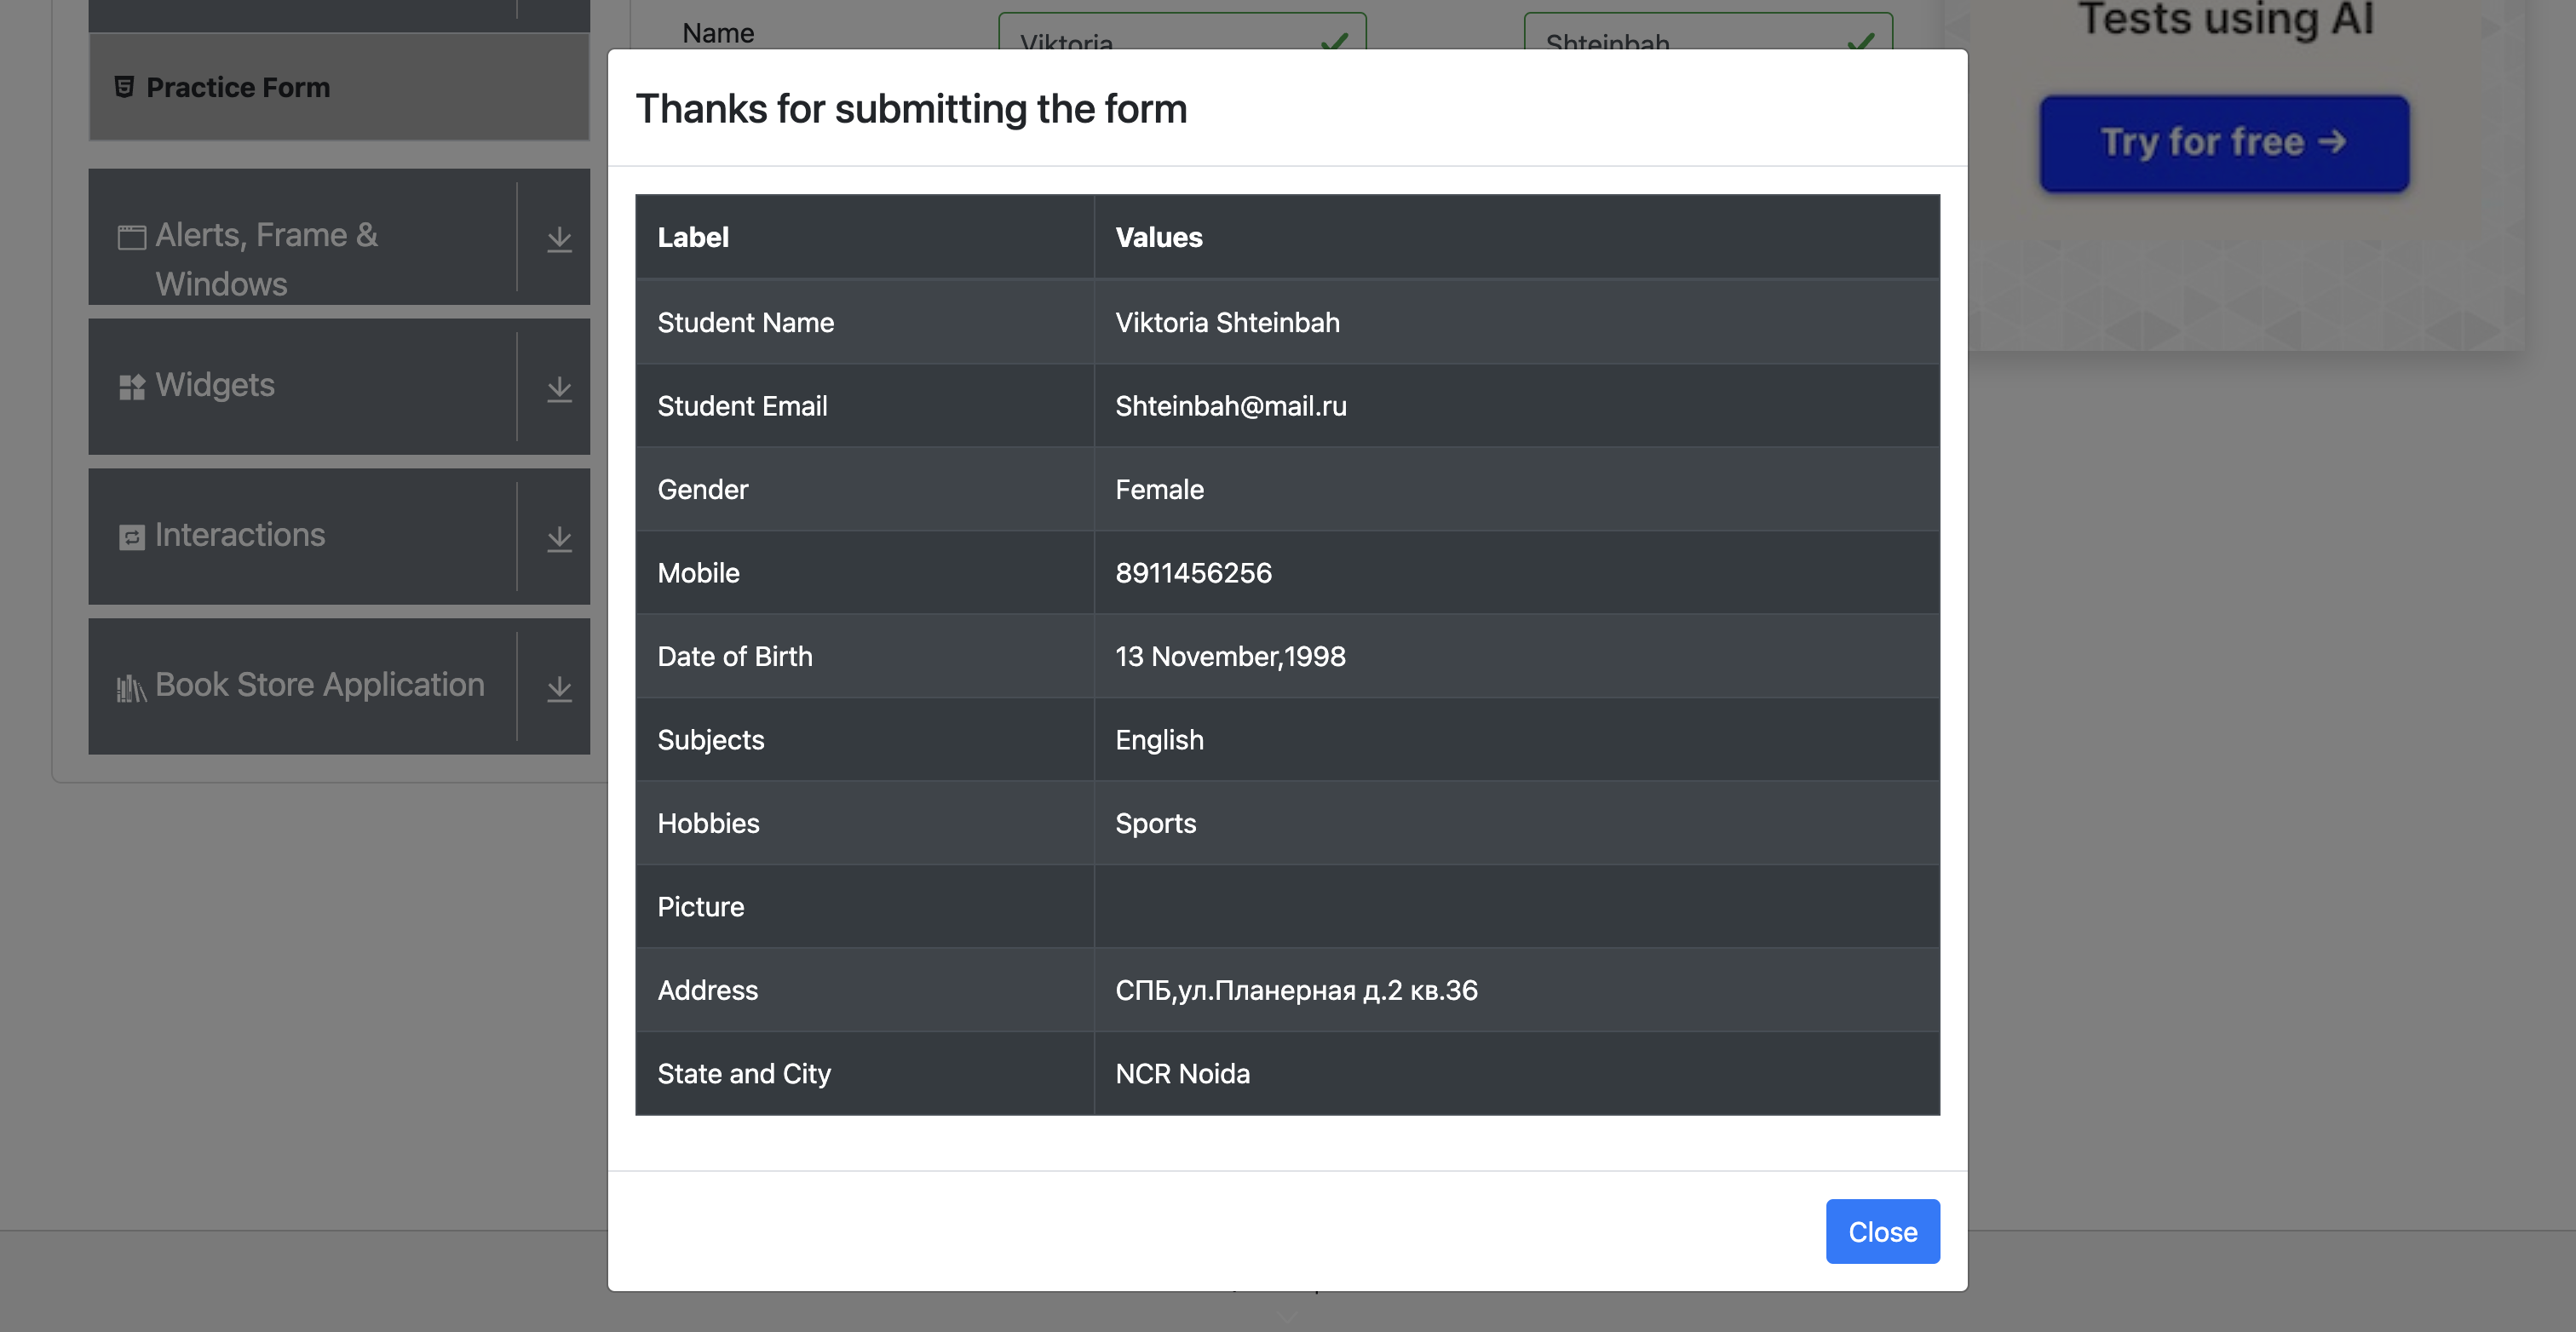 Name
Viktoria
Shteinbah
Tests using AI
Try for free →
Practice Form
Alerts, Frame &
Windows
Widgets
Interactions
Book Store Application
Thanks for submitting the form
Label Values
Student Name Viktoria Shteinbah
Student Email Shteinbah@mail.ru
Gender Female
Mobile 8911456256
Date of Birth 13 November,1998
Subjects English
Hobbies Sports
Picture
Address СПБ,ул.Планерная д.2 кв.36
State and City NCR Noida
Close